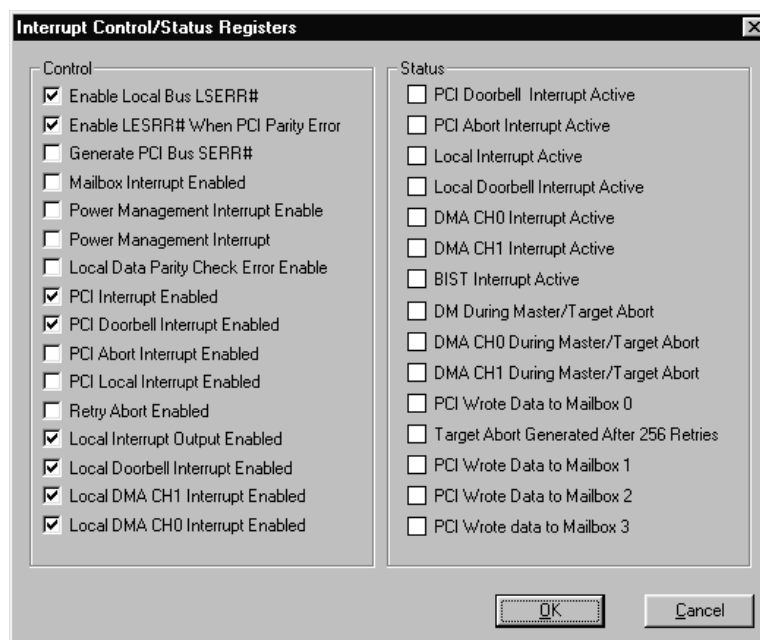 Interrupt Control/Status Registers
Control
Enable Local Bus LSERR#
Enable LESRR# When PCI Parity Error
Generate PCI Bus SERR#
Mailbox Interrupt Enabled
Power Management Interrupt Enable
Power Management Interrupt
Local Data Parity Check Error Enable
PCI Interrupt Enabled
PCI Doorbell Interrupt Enabled
PCI Abort Interrupt Enabled
PCI Local Interrupt Enabled
Retry Abort Enabled
Local Interrupt Output Enabled
Local Doorbell Interrupt Enabled
Local DMA CH1 Interrupt Enabled
Local DMA CH0 Interrupt Enabled
Status
PCI Doorbell Interrupt Active
PCI Abort Interrupt Active
Local Interrupt Active
Local Doorbell Interrupt Active
DMA CH0 Interrupt Active
DMA CH1 Interrupt Active
BIST Interrupt Active
DM During Master/Target Abort
DMA CH0 During Master/Target Abort
DMA CH1 During Master/Target Abort
PCI Wrote Data to Mailbox 0
Target Abort Generated After 256 Retries
PCI Wrote Data to Mailbox 1
PCI Wrote Data to Mailbox 2
PCI Wrote data to Mailbox 3
OK
Cancel